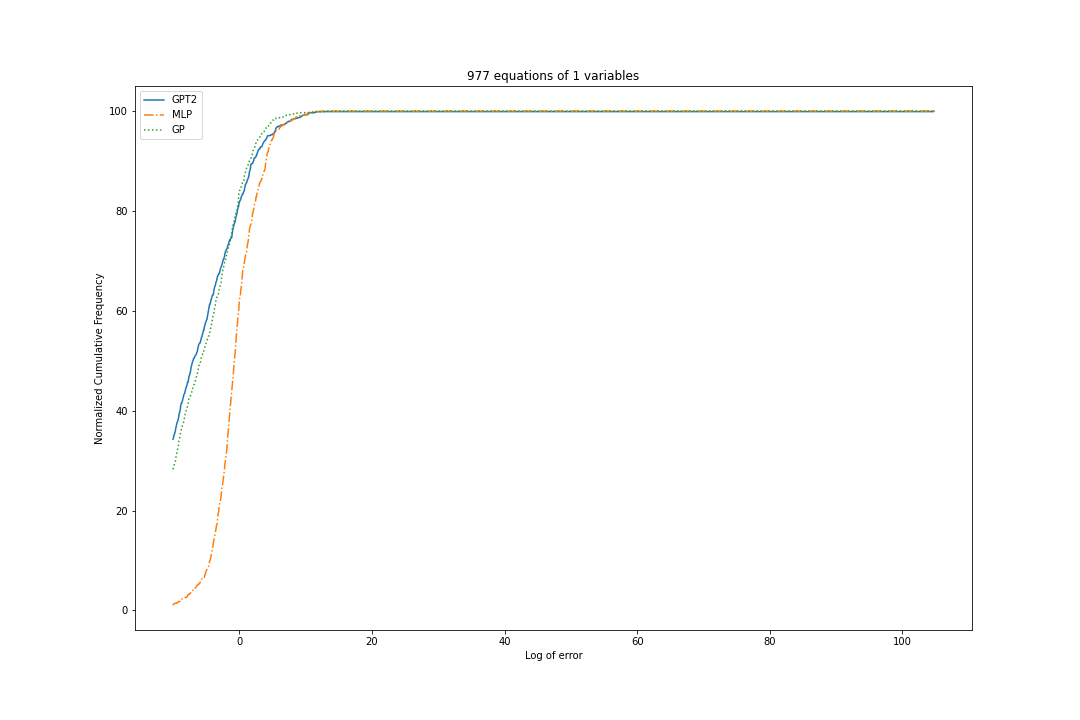 977 equations of 1 variables
GPT2
MLP
GP
100
80
60
40
20
0
Normalized Cumulative Frequency
0 20 40 60 80 100
Log of error